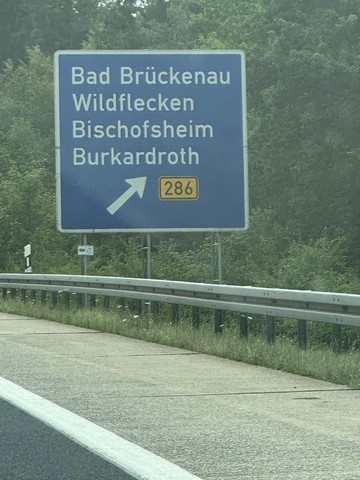 Bad Brückenau
Wildflecken
Bischofsheim
Burkardroth
286